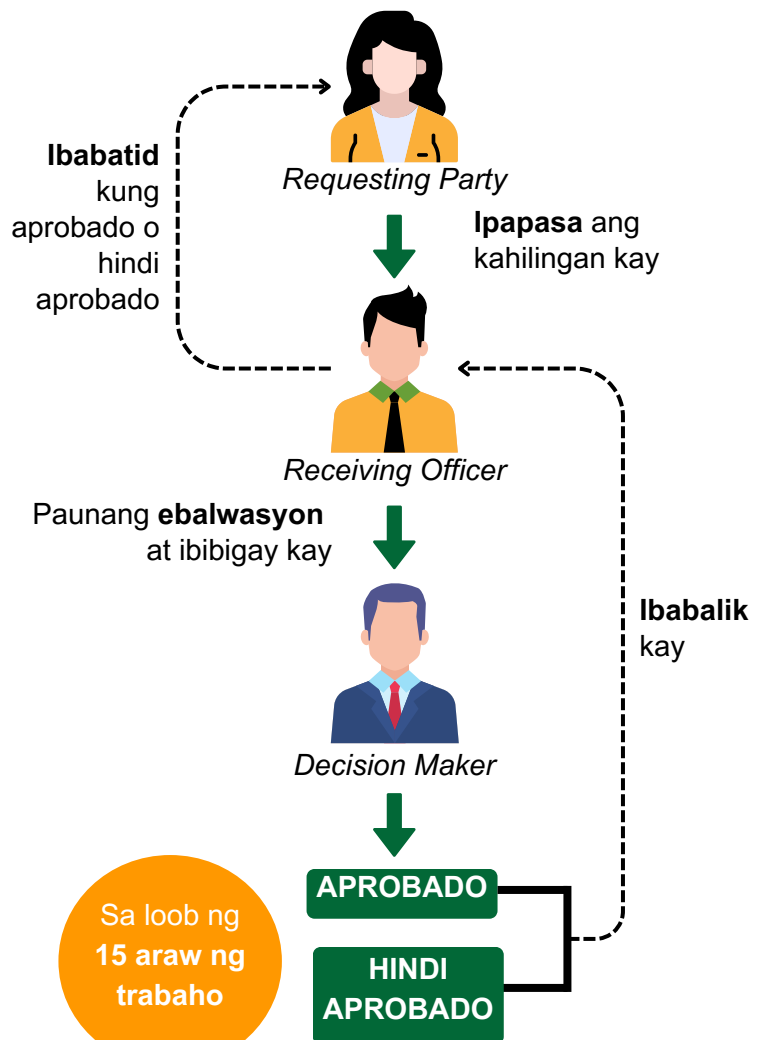 Requesting Party
Ibabatid
kung
aprobado o
hindi
aprobado
Ipapasa ang
kahilingan kay
Receiving Officer
Paunang ebalwasyon
at ibibigay kay
Decision Maker
Ibabalik
kay
APROBADO
HINDI
APROBADO
Sa loob ng
15 araw ng
trabaho